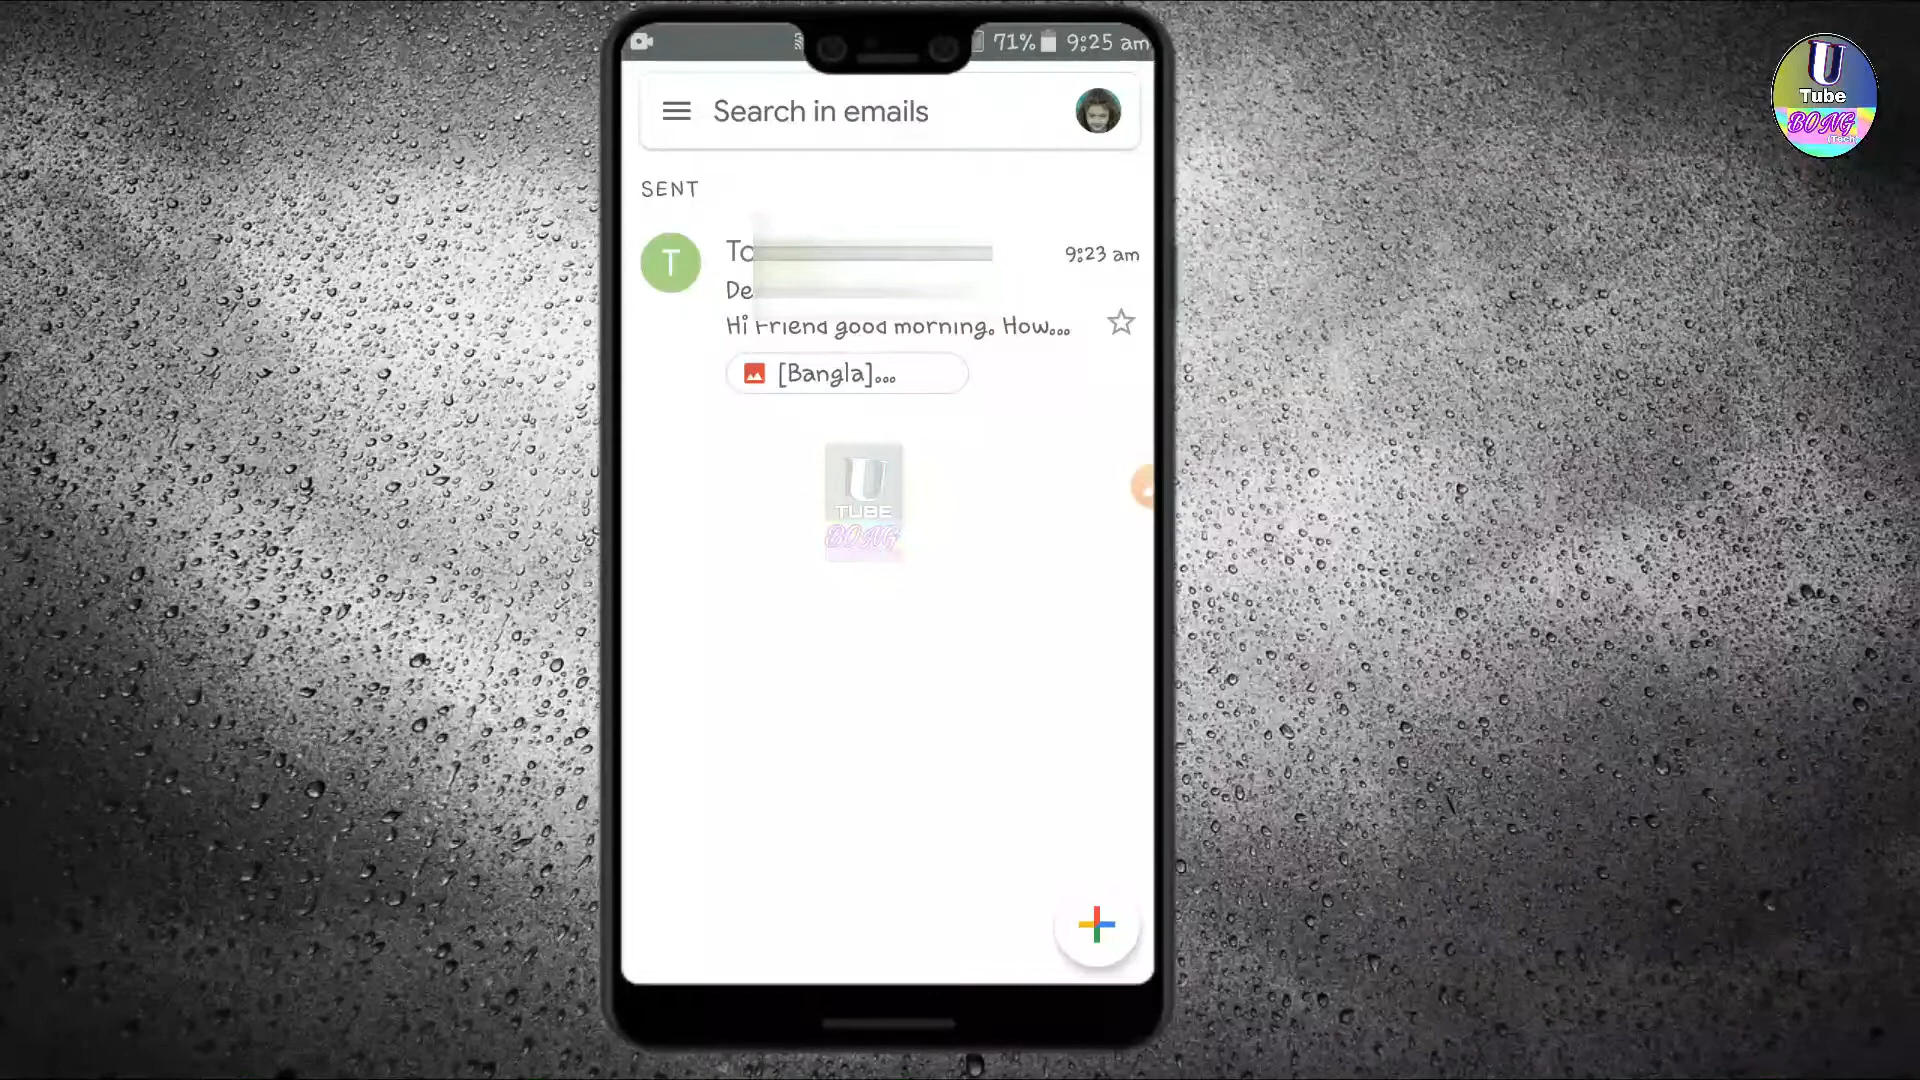 71% 9:25 am
Search in emails
U
Tube
BONG
Tech
SENT
T
To
9:23 am
De
Hi Friend good morning. How...
[Bangla]...
U
TUBE
BONG